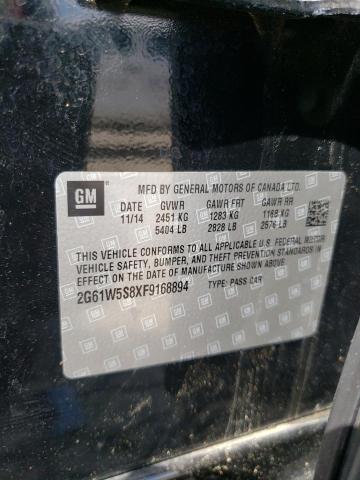 GM
MFD BY GENERAL MOTORS OF CANADA LTD.
DATE GVWR GAWR FRT GAWR RR
11/14 2451 KG 1283 KG 1168 KG
5404 LB 2828 LB 2576 LB
THIS VEHICLE CONFORMS TO ALL APPLICABLE U.S. FEDERAL MOTOR
VEHICLE SAFETY, BUMPER, AND THEFT PREVENTION STANDARDS IN
EFFECT ON THE DATE OF MANUFACTURE SHOWN ABOVE.
2G61W5S8XF9168894 TYPE: PASS CAR